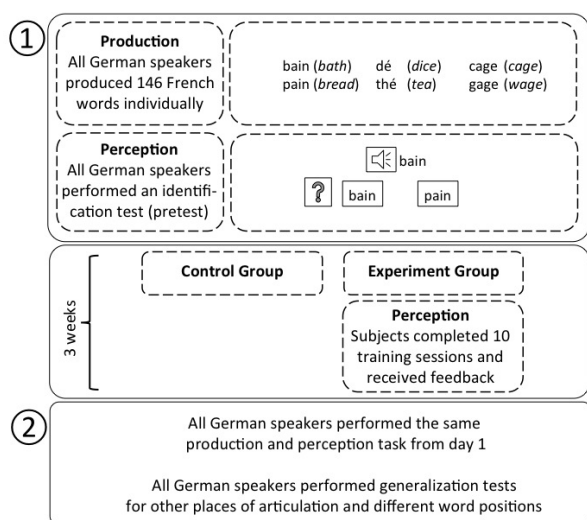 1
Production
All German speakers
produced 146 French
words individually
bain (bath) dé (dice) cage (cage)
pain (bread) thé (tea) gage (wage)
Perception
All German speakers
performed an identifi-
cation test (pretest)
bain
? bain pain
3 weeks
Control Group
Experiment Group
Perception
Subjects completed 10
training sessions and
received feedback
2
All German speakers performed the same
production and perception task from day 1
All German speakers performed generalization tests
for other places of articulation and different word positions